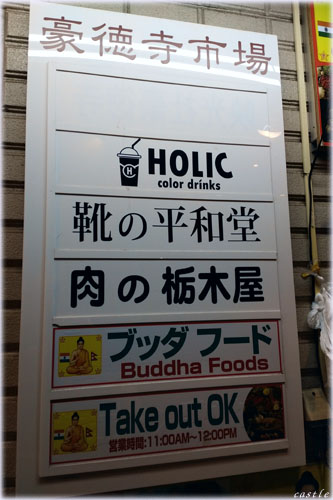 豪徳寺市場
H
HOLIC
color drinks
靴の平和堂
肉の栃木屋
ブッダフード
Buddha Foods
Take out OK
営業時間:11:00AM~12:00PM
castle